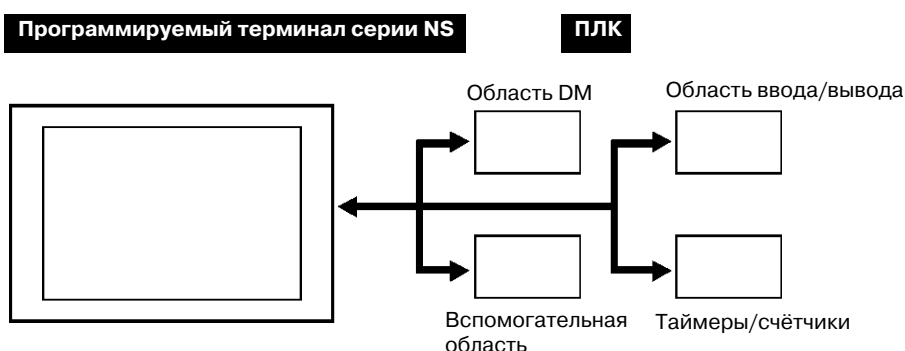 Программируемый терминал серии NS
ПЛК
Область DM
Область ввода/вывода
Вспомогательная
область
Таймеры/счётчики